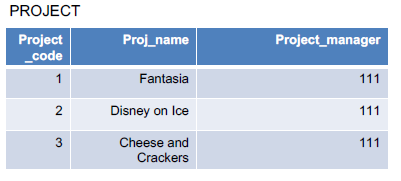 PROJECT
Project _code Proj_name Project_manager
1 Fantasia 111
2 Disney on Ice 111
3 Cheese and Crackers 111